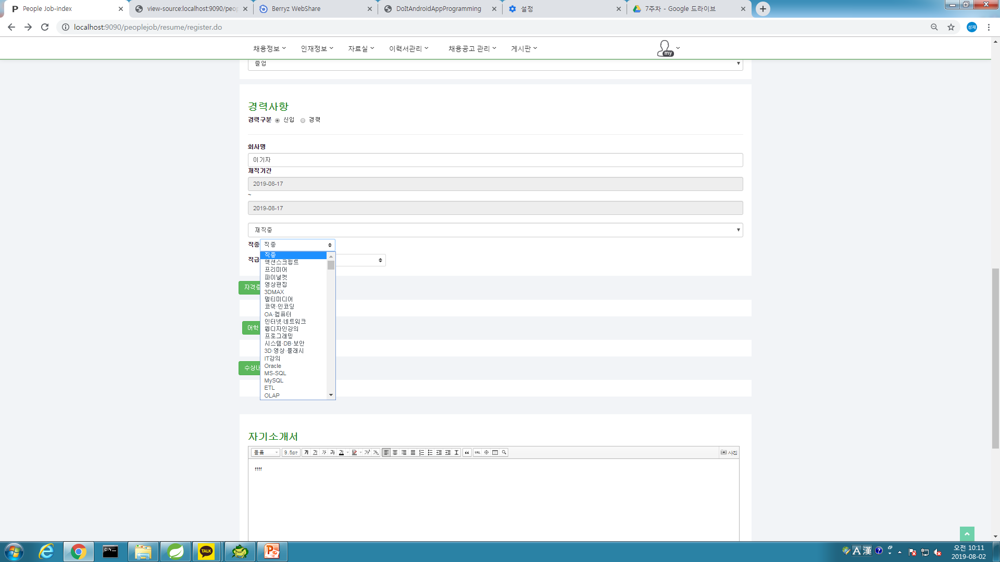 People Job-index
view-source:localhost:9090/peop
Berryz WebShare
DoItAndroidAppProgramming
설정
7주차 - Google 드라이브
localhost:9090/peoplejob/resume/register.do
성재
채용정보
인재정보
자료실
이력서관리
채용공고 관리
게시판
my
졸업
경력사항
경력구분 신입 경력
회사명
이기자
재직기간
2019-08-17
~
2019-08-17
재직중
직종 직종
직급
직종
액션스크립트
프리미어
파이널컷
영상편집
3DMAX
멀티미디어
코덱·인코딩
OA·컴퓨터
인터넷·네트워크
웹디자인강의
프로그래밍
시스템·DB·보안
3D·영상·플래시
IT강의
Oracle
MS-SQL
MySQL
ETL
OLAP
자격증
어학
수상내
자기소개서
돋움 9.5pt 가 가 가 가 가 가 가 URL 사진
ffff
C:\
TALK
A 漢
오전 10:11
2019-08-02